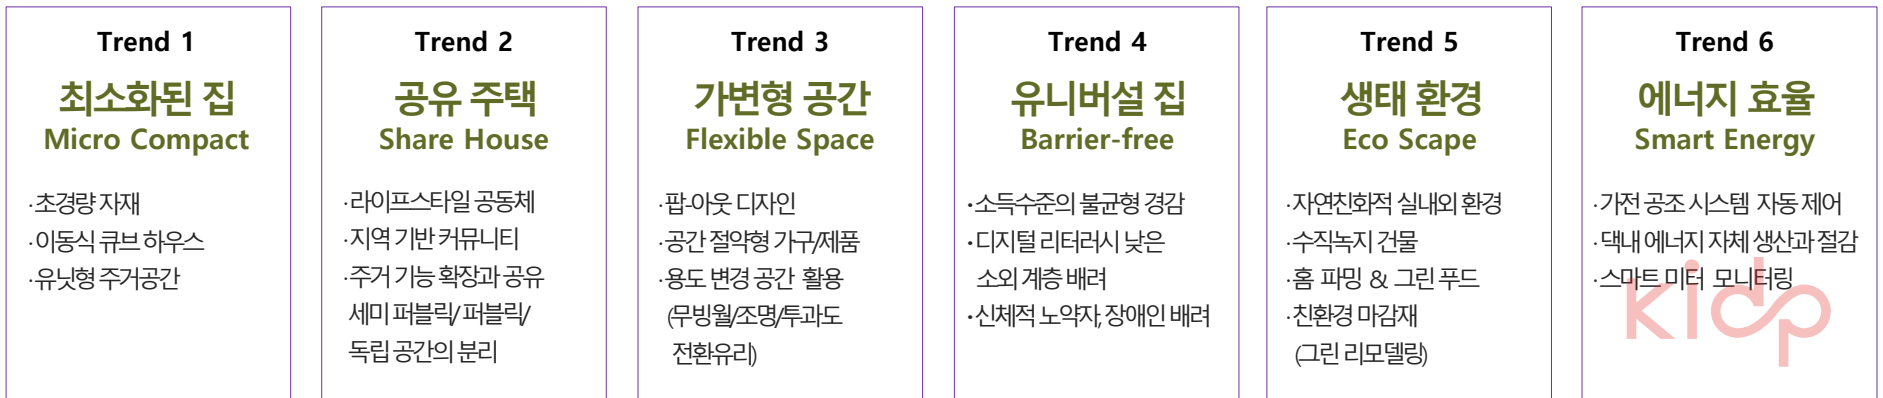 Trend 1
최소화된 집
Micro Compact
·초경량 자재
·이동식 큐브 하우스
·유닛형 주거공간
Trend 2
공유 주택
Share House
·라이프스타일 공동체
·지역 기반 커뮤니티
·주거 기능 확장과 공유
세미 퍼블릭/ 퍼블릭/
독립 공간의 분리
Trend 3
가변형 공간
Flexible Space
·팝-아웃 디자인
·공간 절약형 가구/제품
·용도 변경 공간 활용
(무빙월/조명/투과도
전환유리)
Trend 4
유니버설 집
Barrier-free
·소득수준의 불균형 경감
·디지털 리터러시 낮은
소외 계층 배려
·신체적 노약자, 장애인 배려
Trend 5
생태 환경
Eco Scape
·자연친화적 실내외 환경
·수직녹지 건물
·홈 파밍 & 그린 푸드
·친환경 마감재
(그린 리모델링)
Trend 6
에너지 효율
Smart Energy
·가전 공조 시스템 자동 제어
·댁내 에너지 자체 생산과 절감
·스마트 미터 모니터링
kidp